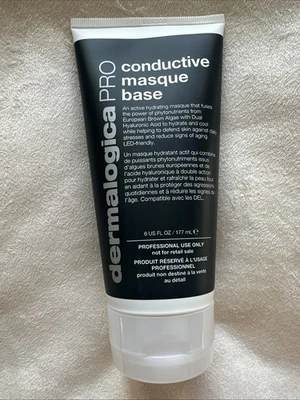 dermalogica PRO
conductive
masque
base
An active hydrating masque that fuses
the power of phytonutrients from
European Brown Algae with Dual
Hyaluronic Acid to hydrate and cool
while helping to defend skin against daily
stresses and reduce signs of aging.
LED-friendly.
Un masque hydratant actif qui combine
de puissants phytonutriments issus
d'algues brunes européennes et de
l'acide hyaluronique à double action
pour hydrater et rafraîchir la peau tout
en aidant à la protéger des agressions
quotidiennes et à réduire les signes de
l'âge. Compatible avec les DEL.
6 US FL OZ / 177 mL ℮
PROFESSIONAL USE ONLY
not for retail sale
PRODUIT RÉSERVÉ À L'USAGE
PROFESSIONNEL
produit non destiné à la vente
au détail